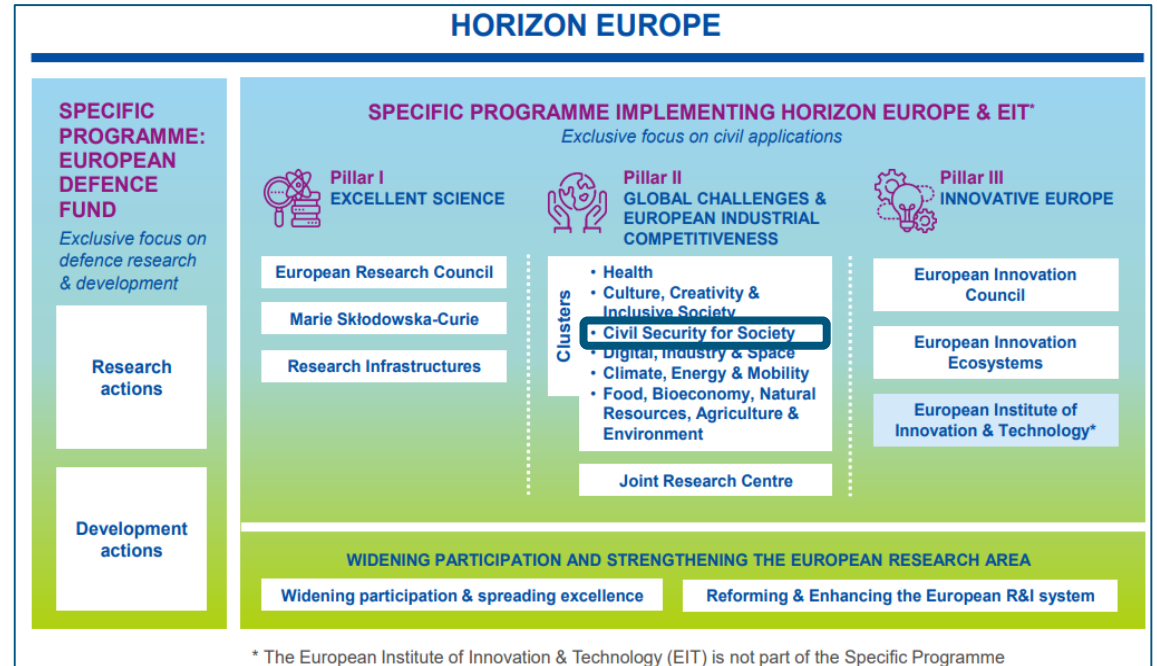 HORIZON EUROPE
SPECIFIC
PROGRAMME:
EUROPEAN
DEFENCE
FUND
Exclusive focus on
defence research
& development
Research
actions
Development
actions
SPECIFIC PROGRAMME IMPLEMENTING HORIZON EUROPE & EIT*
Exclusive focus on civil applications
Pillar I
EXCELLENT SCIENCE
European Research Council
Marie Skłodowska-Curie
Research Infrastructures
Pillar II
GLOBAL CHALLENGES &
EUROPEAN INDUSTRIAL
COMPETITIVENESS
Clusters
• Health
• Culture, Creativity &
Inclusive Society
• Civil Security for Society
• Digital, Industry & Space
• Climate, Energy & Mobility
• Food, Bioeconomy, Natural
Resources, Agriculture &
Environment
Joint Research Centre
Pillar III
INNOVATIVE EUROPE
European Innovation
Council
European Innovation
Ecosystems
European Institute of
Innovation & Technology*
WIDENING PARTICIPATION AND STRENGTHENING THE EUROPEAN RESEARCH AREA
Widening participation & spreading excellence
Reforming & Enhancing the European R&I system
* The European Institute of Innovation & Technology (EIT) is not part of the Specific Programme